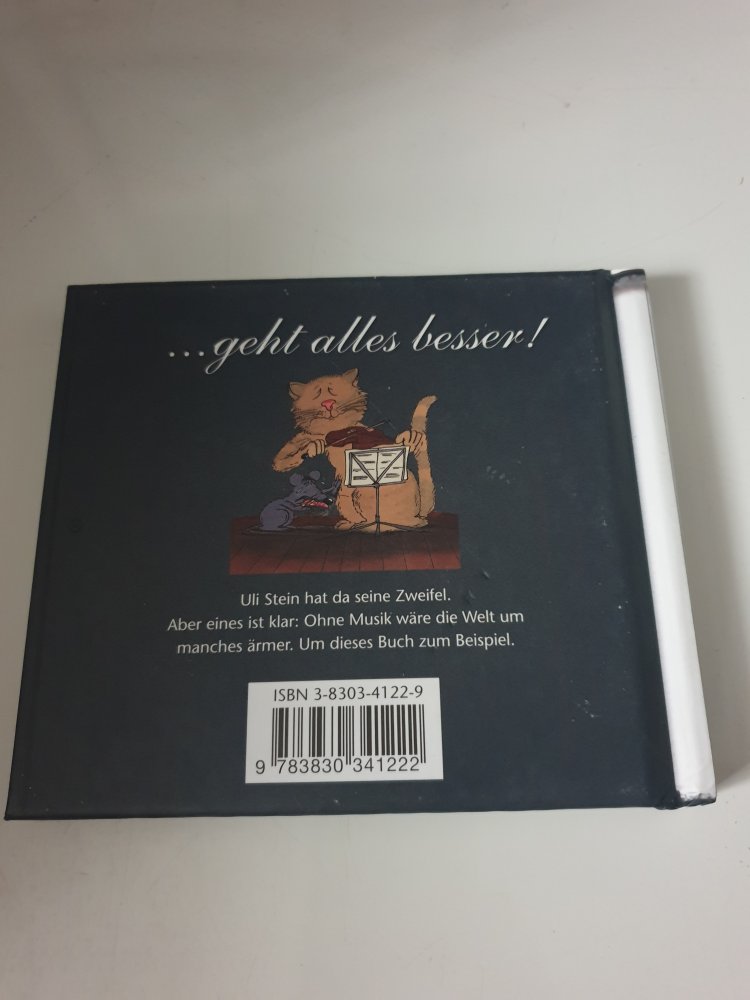 ...geht alles besser!
Uli Stein hat da seine Zweifel.
Aber eines ist klar: Ohne Musik wäre die Welt um
manches ärmer. Um dieses Buch zum Beispiel.
ISBN 3-8303-4122-9
9 783830 341222